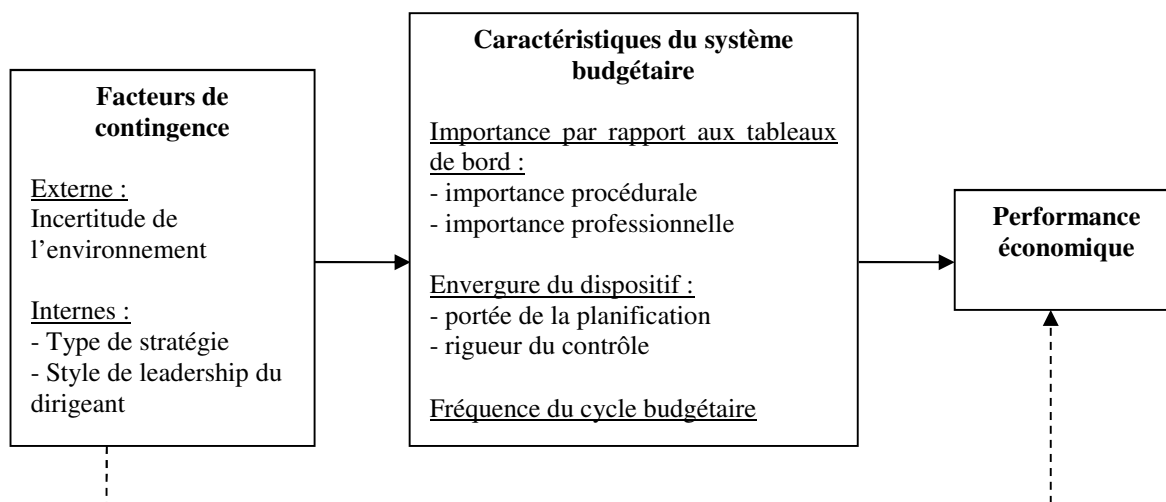 Facteurs de
contingence
Externe :
Incertitude de
l’environnement
Internes :
- Type de stratégie
- Style de leadership du
dirigeant
Caractéristiques du système
budgétaire
Importance par rapport aux tableaux
de bord :
- importance procédurale
- importance professionnelle
Envergure du dispositif :
- portée de la planification
- rigueur du contrôle
Fréquence du cycle budgétaire
Performance
économique